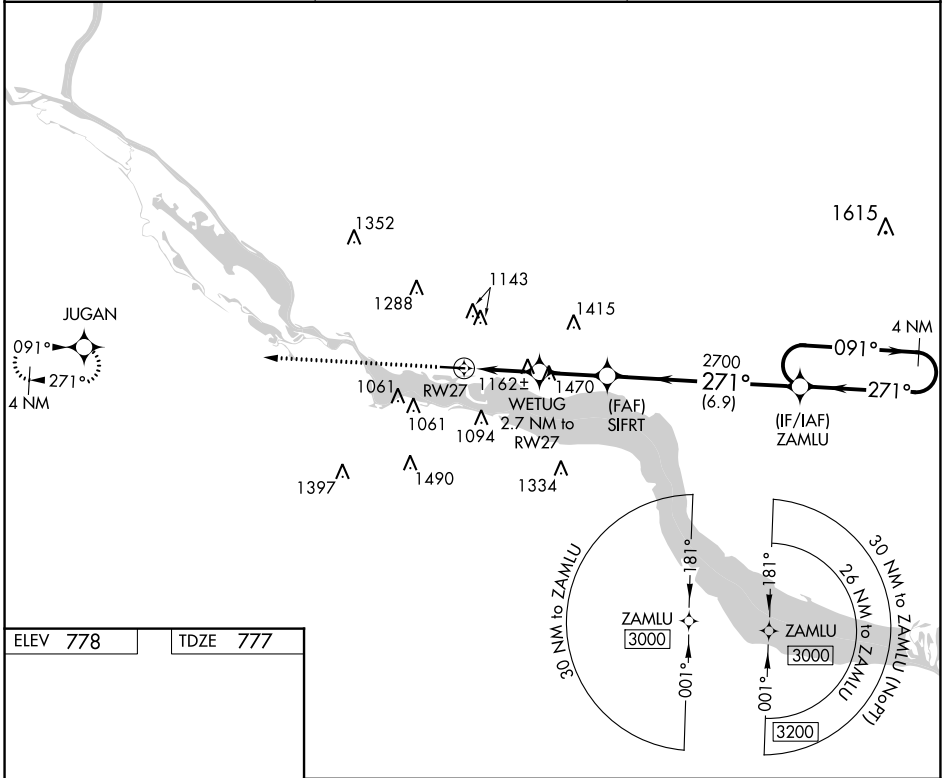 1352
1615
1288
1143
1415
JUGAN
091°
271°
4 NM
4 NM
091°
2700
271°
(6.9)
271°
1061
RW27
1162±
1470
WETUG
2.7 NM to
RW27
(FAF)
SIFRT
(IF/IAF)
ZAMLU
1061
1094
1397
1490
1334
30 NM to ZAMLU
181°
ZAMLU
3000
001°
181°
ZAMLU
3000
001°
26 NM to ZAMLU
30 NM to ZAMLU (NoPT)
3200
ELEV 778
TDZE 777